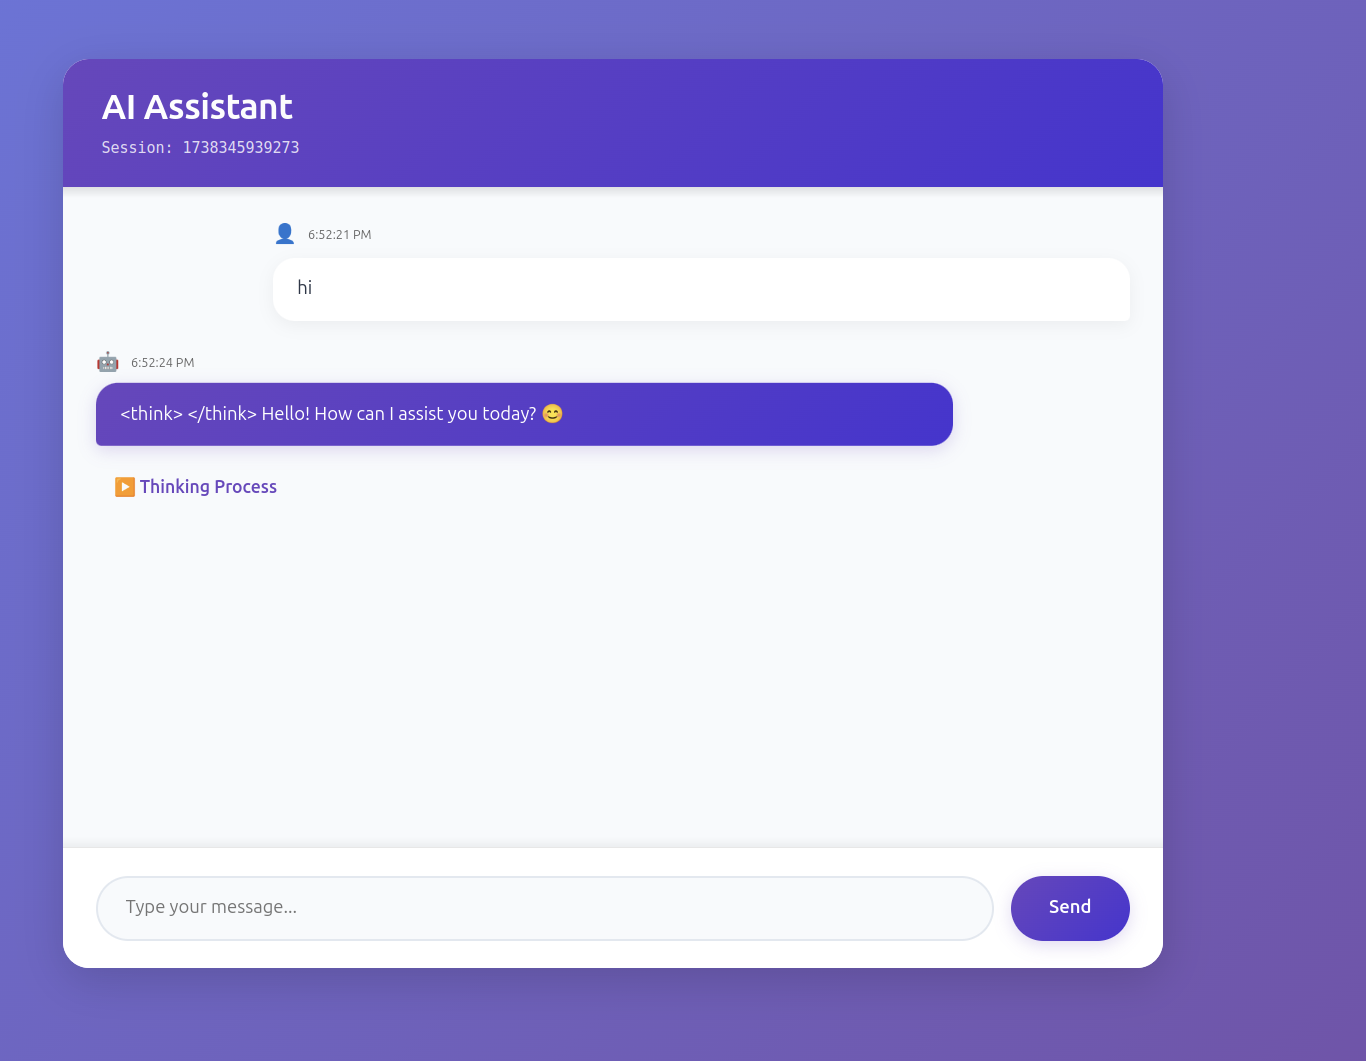 AI Assistant
Session: 1738345939273
6:52:21 PM
hi
6:52:24 PM
<think> </think> Hello! How can I assist you today? 😊
Thinking Process
Type your message...
Send